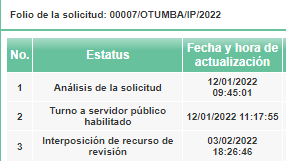 Folio de la solicitud: 00007/OTUMBA/IP/2022
No. Estatus Fecha y hora de
actualización
1 Análisis de la solicitud 12/01/2022
09:45:01
2 Turno a servidor público
habilitado 12/01/2022 11:17:55
3 Interposición de recurso de
revisión 03/02/2022
18:26:46